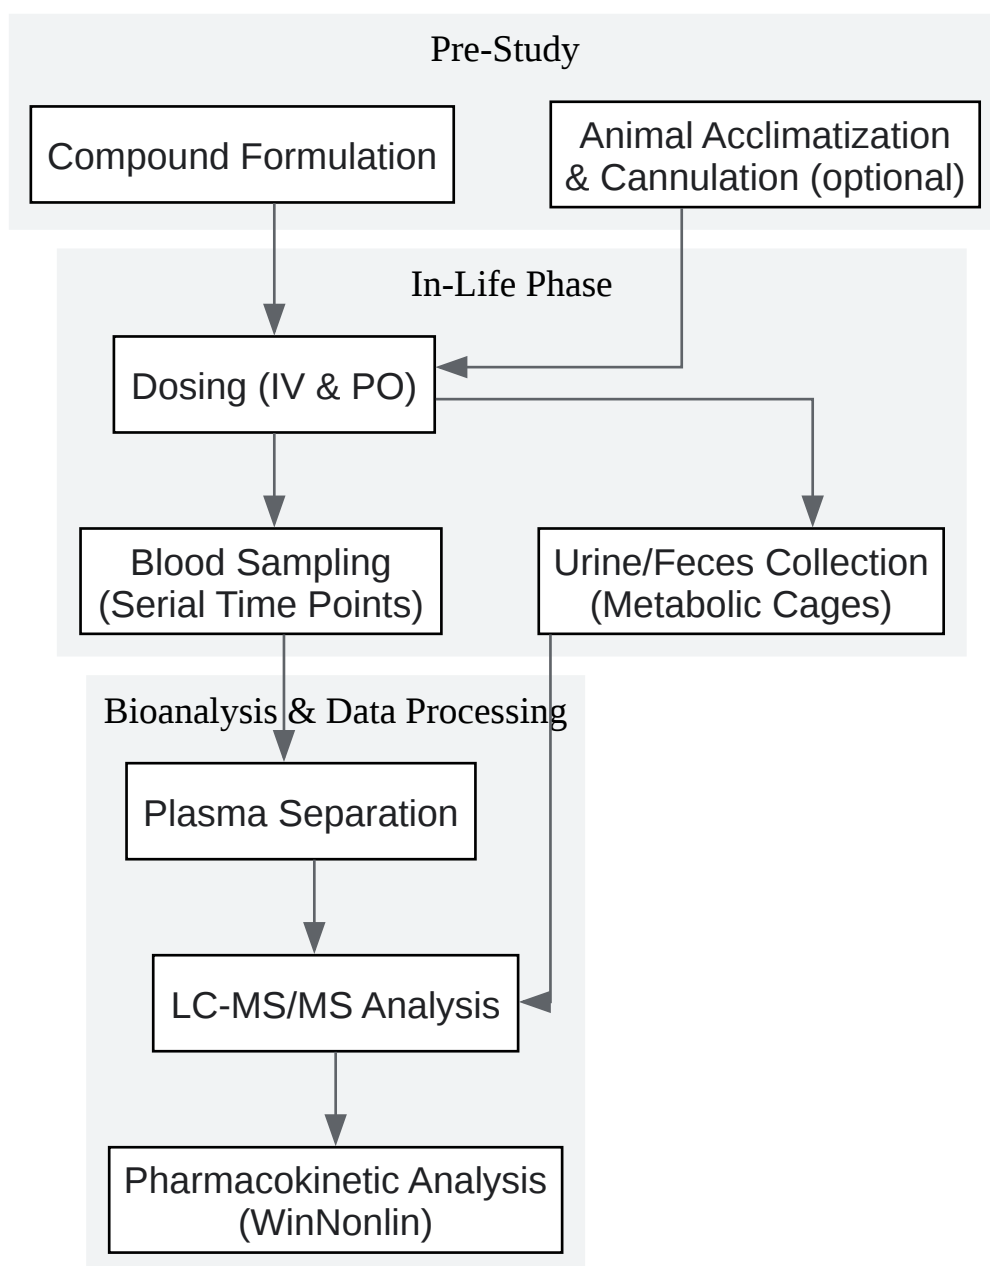 Pre-Study
Compound Formulation
Animal Acclimatization
& Cannulation (optional)
In-Life Phase
Dosing (IV & PO)
Blood Sampling
(Serial Time Points)
Urine/Feces Collection
(Metabolic Cages)
Bioanalysis & Data Processing
Plasma Separation
LC-MS/MS Analysis
Pharmacokinetic Analysis
(WinNonlin)